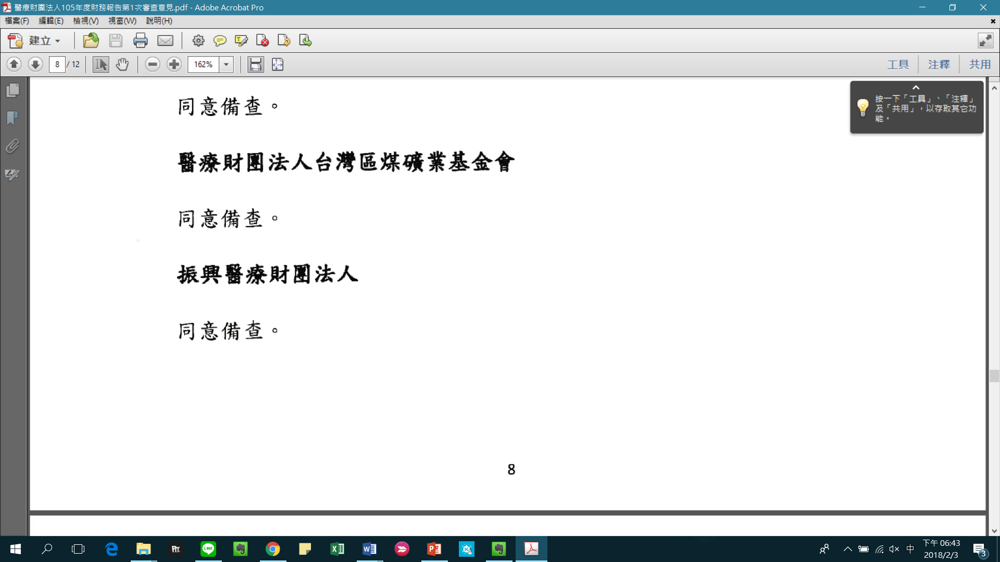 醫療財團法人105年度財務報告第1次審查意見.pdf - Adobe Acrobat Pro
檔案(F) 編輯(E) 檢視(V) 視窗(W) 說明(H)
建立
8 / 12 162% 工具 注釋 共用
按一下「工具」、「注釋」
及「共用」，以存取其它功
能。
同意備查。
醫療財團法人台灣區煤礦業基金會
同意備查。
振興醫療財團法人
同意備查。
8
下午 06:43
中
2018/2/3
3